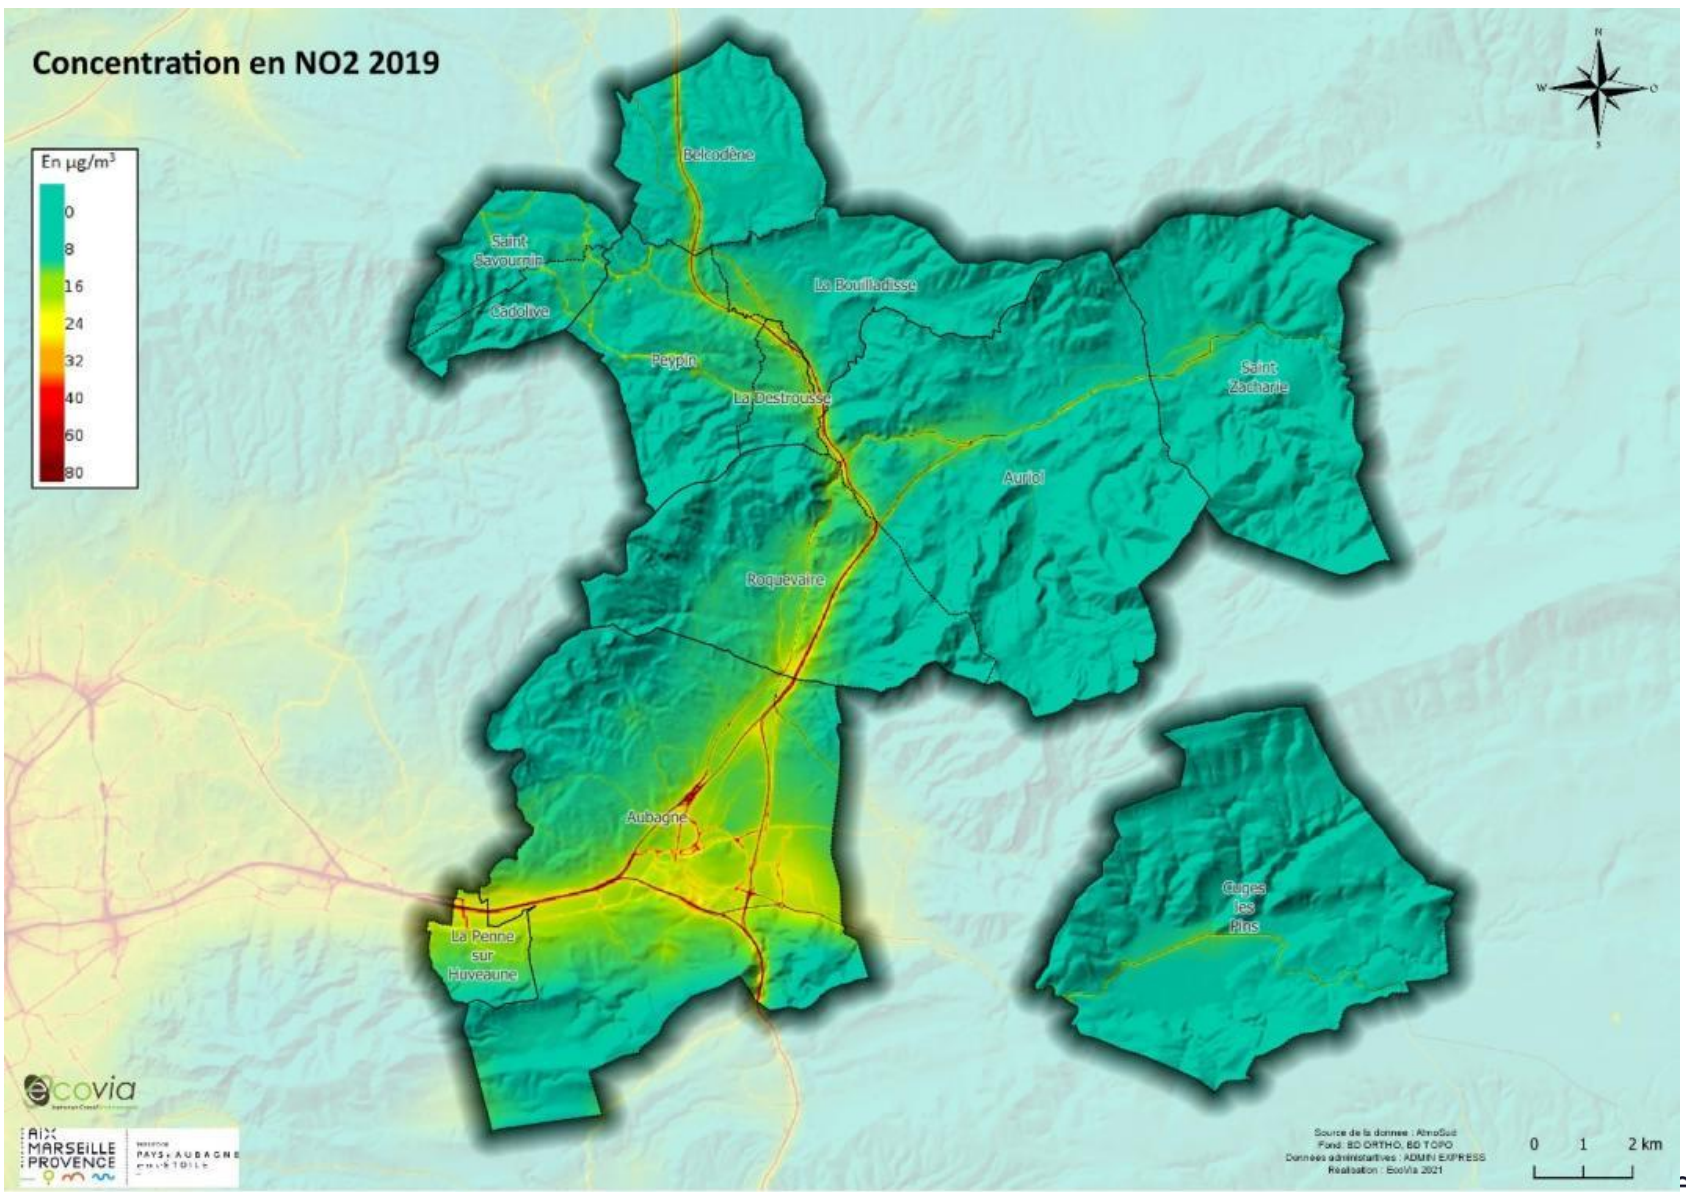 Concentration en NO2 2019
N
W
O
S
En µg/m³
0
8
16
24
32
40
60
80
Belcodène
Saint
Savournin
La Bouilladisse
Cadolive
Peypin
Saint
Zacharie
La Destrousse
Auriol
Roquevaire
Aubagne
Cuges
les
Pins
La Penne
sur
Huveaune
ecovia
AIX
MARSEILLE
PROVENCE
PAYS D'AUBAGNE
Source de la donnee : AtmoSud
Fond: BD ORTHO, BD TOPO
Données administartives : ADMIN EXPRESS
Réalisation : EcoVia 2021
0 1 2 km